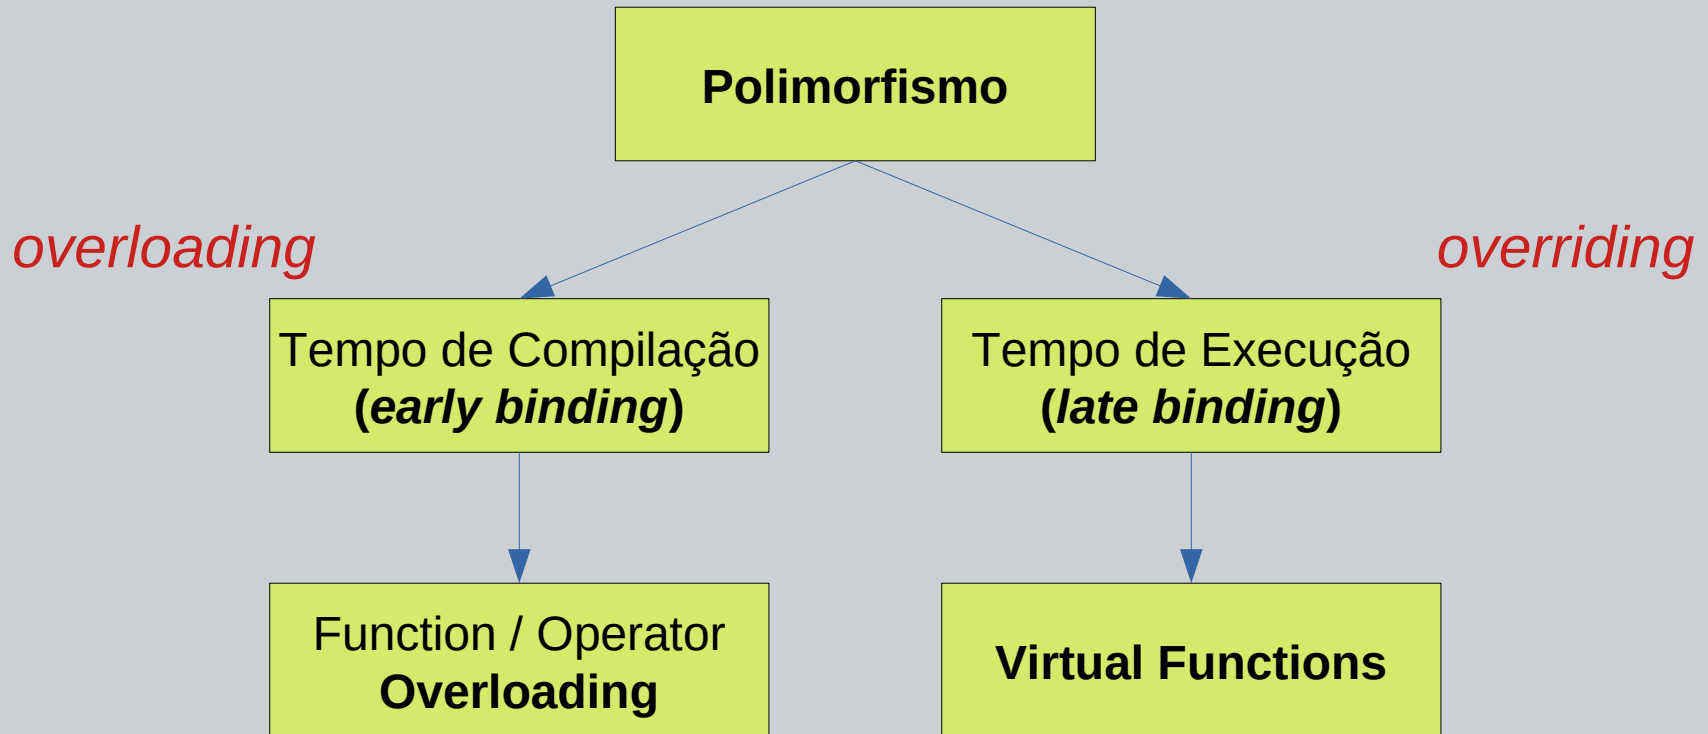 Polimorfismo
overloading
overriding
Tempo de Compilação
(early binding)
Tempo de Execução
(late binding)
Function / Operator
Overloading
Virtual Functions